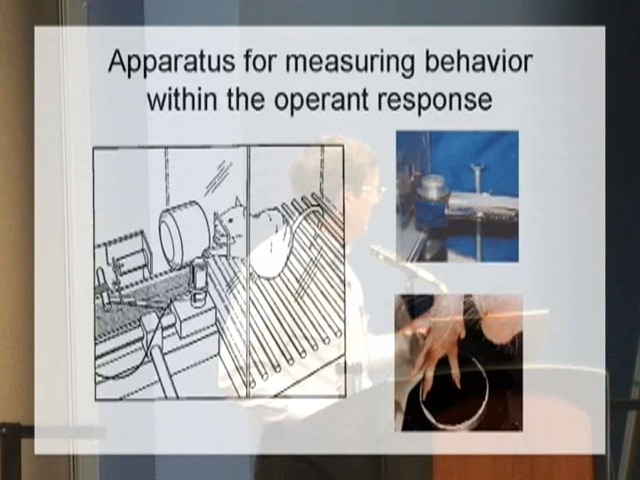 Apparatus for measuring behavior
within the operant response